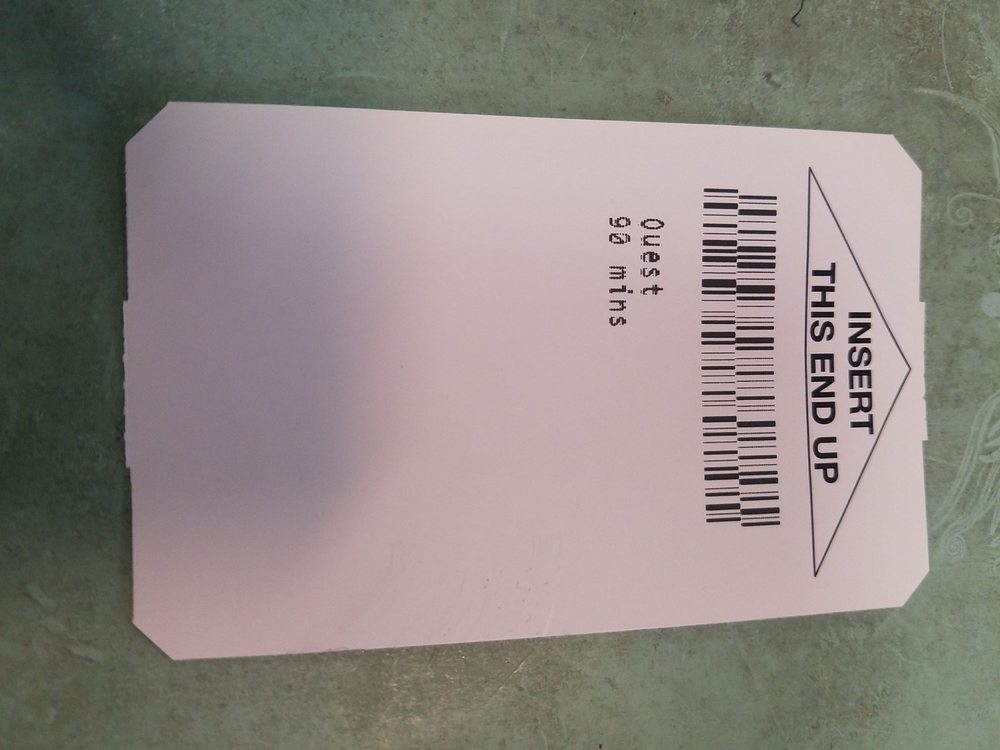 INSERT
THIS END UP
Quest
90 mins